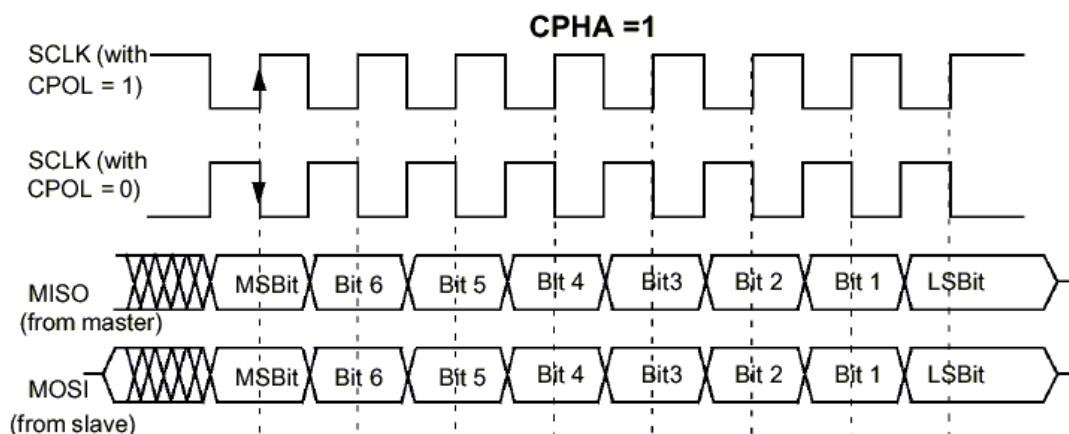 CPHA =1
SCLK (with
CPOL = 1)
SCLK (with
CPOL = 0)
MSBit Bit 6 Bit 5 Bit 4 Bit3 Bit 2 Bit 1 LSBit
MISO
(from master)
MSBit Bit 6 Bit 5 Bit 4 Bit3 Bit 2 Bit 1 LSBit
MOSI
(from slave)